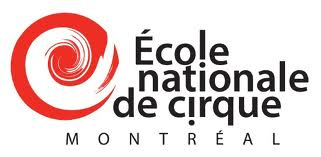 École
nationale
de cirque
MONTRÉAL